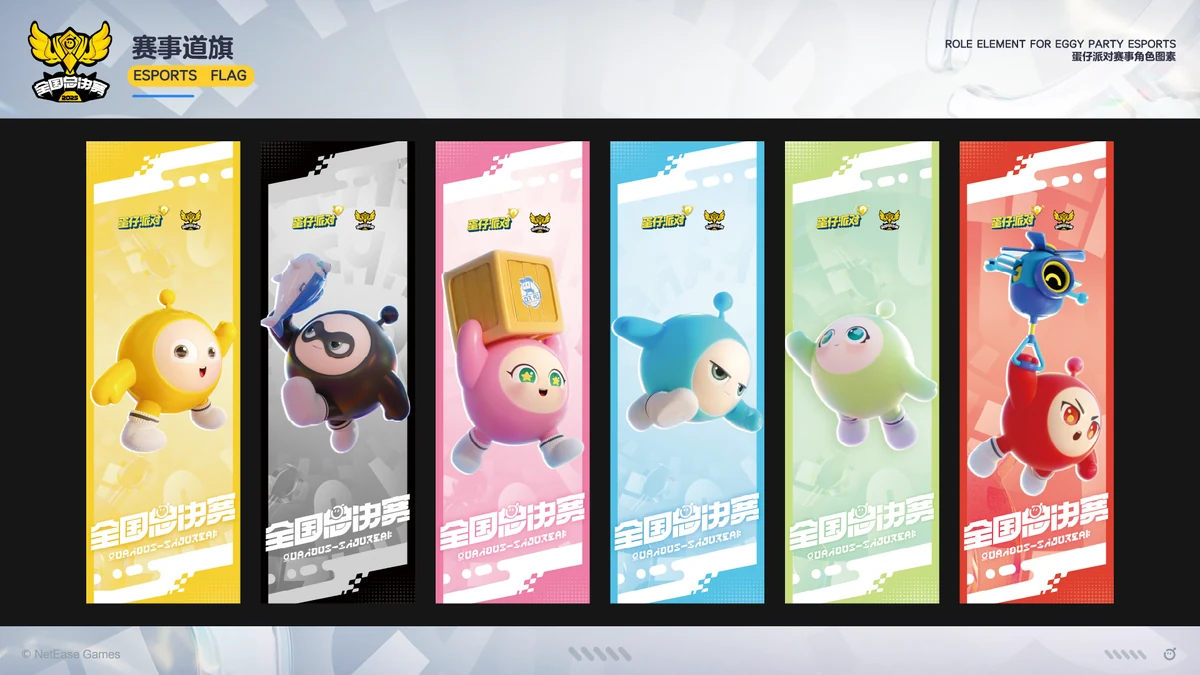 全国总决赛
2023
赛事道旗
ESPORTS FLAG
ROLE ELEMENT FOR EGGY PARTY ESPORTS
蛋仔派对赛事角色图素
蛋仔派对
全国总决赛
蛋仔派对
全国总决赛
蛋仔派对
全国总决赛
蛋仔派对
全国总决赛
蛋仔派对
全国总决赛
蛋仔派对
全国总决赛
© NetEase Games